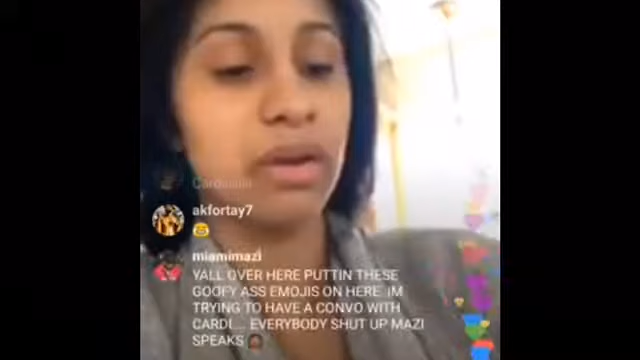 akfortay7
miamimazi
YALL OVER HERE PUTTIN THESE
GOOFY ASS EMOJIS ON HERE IM
TRYING TO HAVE A CONVO WITH
CARDI.... EVERYBODY SHUT UP MAZI
SPEAKS